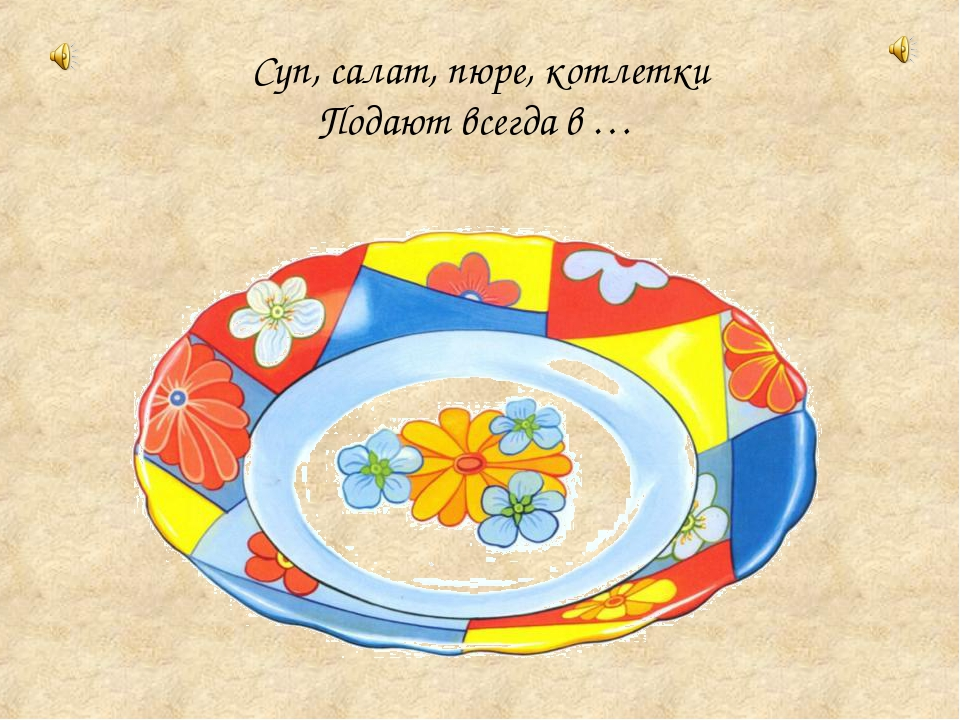 Суп, салат, пюре, котлетки
Подают всегда в …